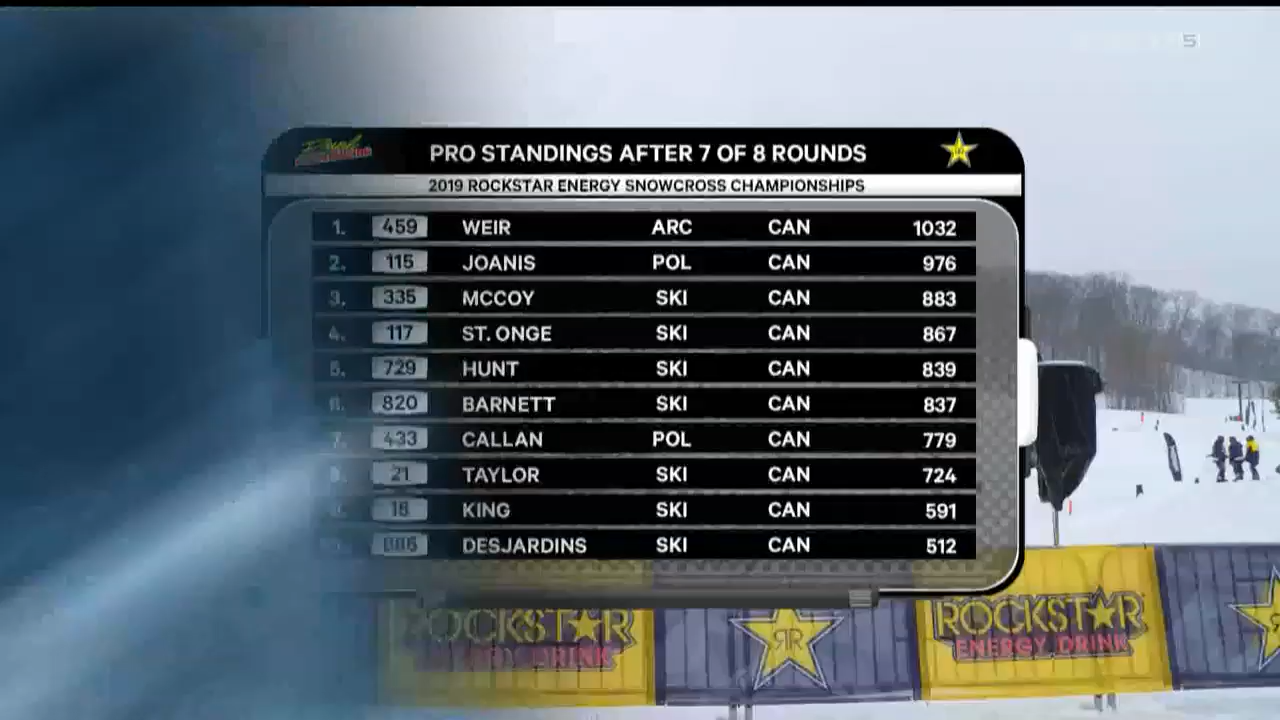 PRO STANDINGS AFTER 7 OF 8 ROUNDS
2019 ROCKSTAR ENERGY SNOWCROSS CHAMPIONSHIPS
1. 459 WEIR ARC CAN 1032
2. 115 JOANIS POL CAN 976
3. 335 MCCOY SKI CAN 883
4. 117 ST. ONGE SKI CAN 867
5. 729 HUNT SKI CAN 839
6. 820 BARNETT SKI CAN 837
7. 433 CALLAN POL CAN 779
8. 21 TAYLOR SKI CAN 724
KING SKI CAN 591
DESJARDINS SKI CAN 512
ROCKSTAR ROCKSTAR
ENERGY DRINK ENERGY DRINK